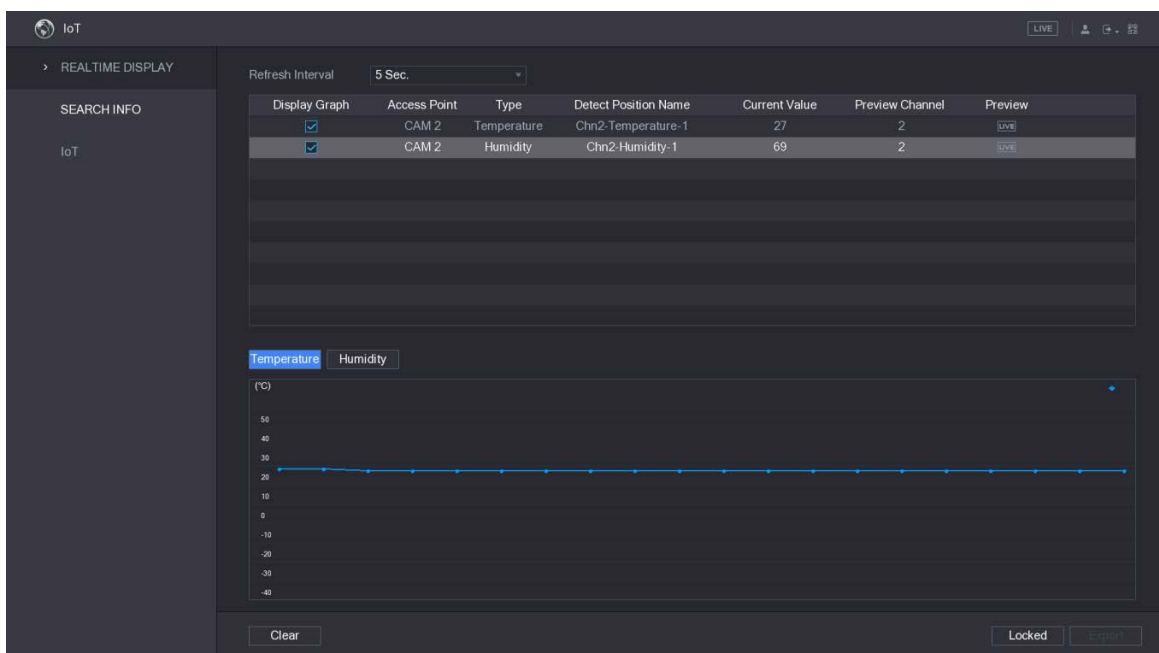 IoT LIVE
REALTIME DISPLAY
SEARCH INFO
IoT
Refresh Interval 5 Sec.
Display Graph Access Point Type Detect Position Name Current Value Preview Channel Preview
CAM 2 Temperature Chn2-Temperature-1 27 2 LIVE
CAM 2 Humidity Chn2-Humidity-1 69 2 LIVE
Temperature Humidity
(°C)
50
40
30
20
10
0
-10
-20
-30
-40
Clear Locked Export